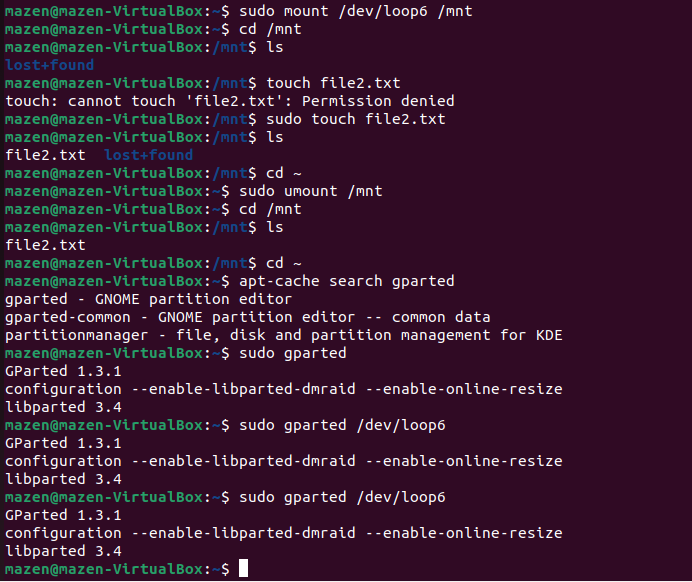 mazen@mazen-VirtualBox:~$ sudo mount /dev/loop6 /mnt
mazen@mazen-VirtualBox:~$ cd /mnt
mazen@mazen-VirtualBox:/mnt$ ls
lost+found
mazen@mazen-VirtualBox:/mnt$ touch file2.txt
touch: cannot touch 'file2.txt': Permission denied
mazen@mazen-VirtualBox:/mnt$ sudo touch file2.txt
mazen@mazen-VirtualBox:/mnt$ ls
file2.txt  lost+found
mazen@mazen-VirtualBox:/mnt$ cd ~
mazen@mazen-VirtualBox:~$ sudo umount /mnt
mazen@mazen-VirtualBox:~$ cd /mnt
mazen@mazen-VirtualBox:/mnt$ ls
file2.txt
mazen@mazen-VirtualBox:/mnt$ cd ~
mazen@mazen-VirtualBox:~$ apt-cache search gparted
gparted - GNOME partition editor
gparted-common - GNOME partition editor -- common data
partitionmanager - file, disk and partition management for KDE
mazen@mazen-VirtualBox:~$ sudo gparted
GParted 1.3.1
configuration --enable-libparted-dmraid --enable-online-resize
libparted 3.4
mazen@mazen-VirtualBox:~$ sudo gparted /dev/loop6
GParted 1.3.1
configuration --enable-libparted-dmraid --enable-online-resize
libparted 3.4
mazen@mazen-VirtualBox:~$ sudo gparted /dev/loop6
GParted 1.3.1
configuration --enable-libparted-dmraid --enable-online-resize
libparted 3.4
mazen@mazen-VirtualBox:~$